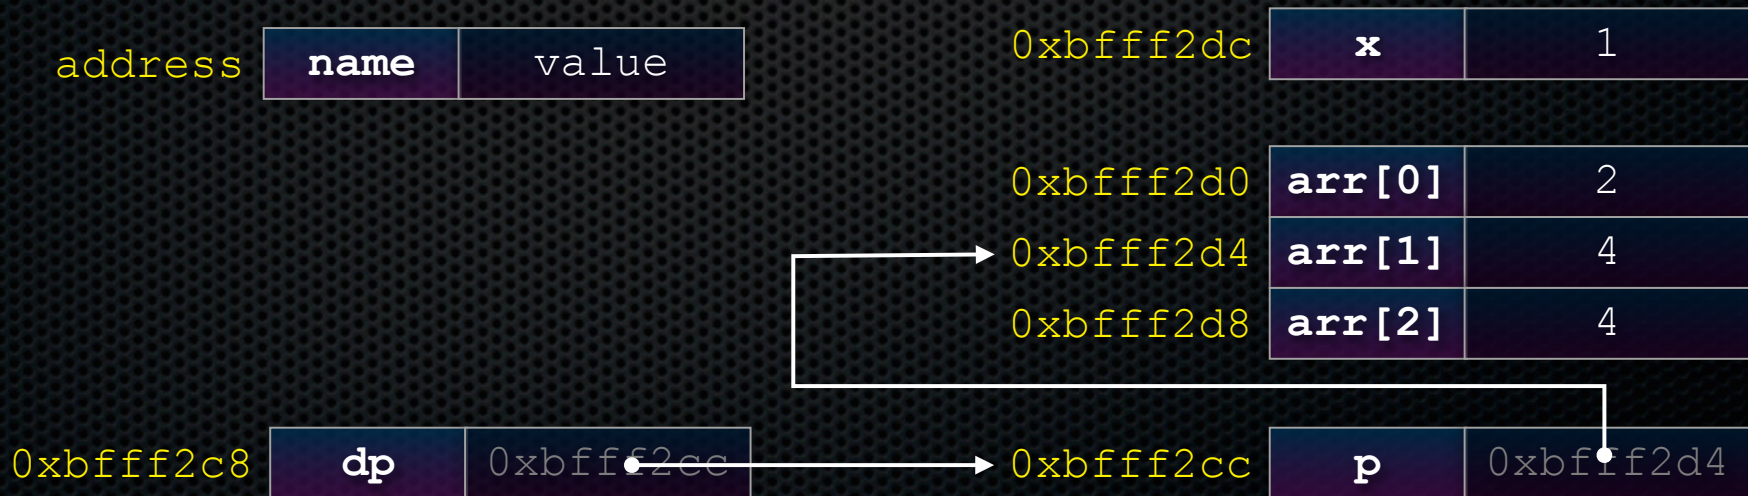 address name value
0xbfff2dc x 1
0xbfff2d0 arr[0] 2
0xbfff2d4 arr[1] 4
0xbfff2d8 arr[2] 4
0xbfff2c8 dp 0xbfff2cc
0xbfff2cc p 0xbfff2d4